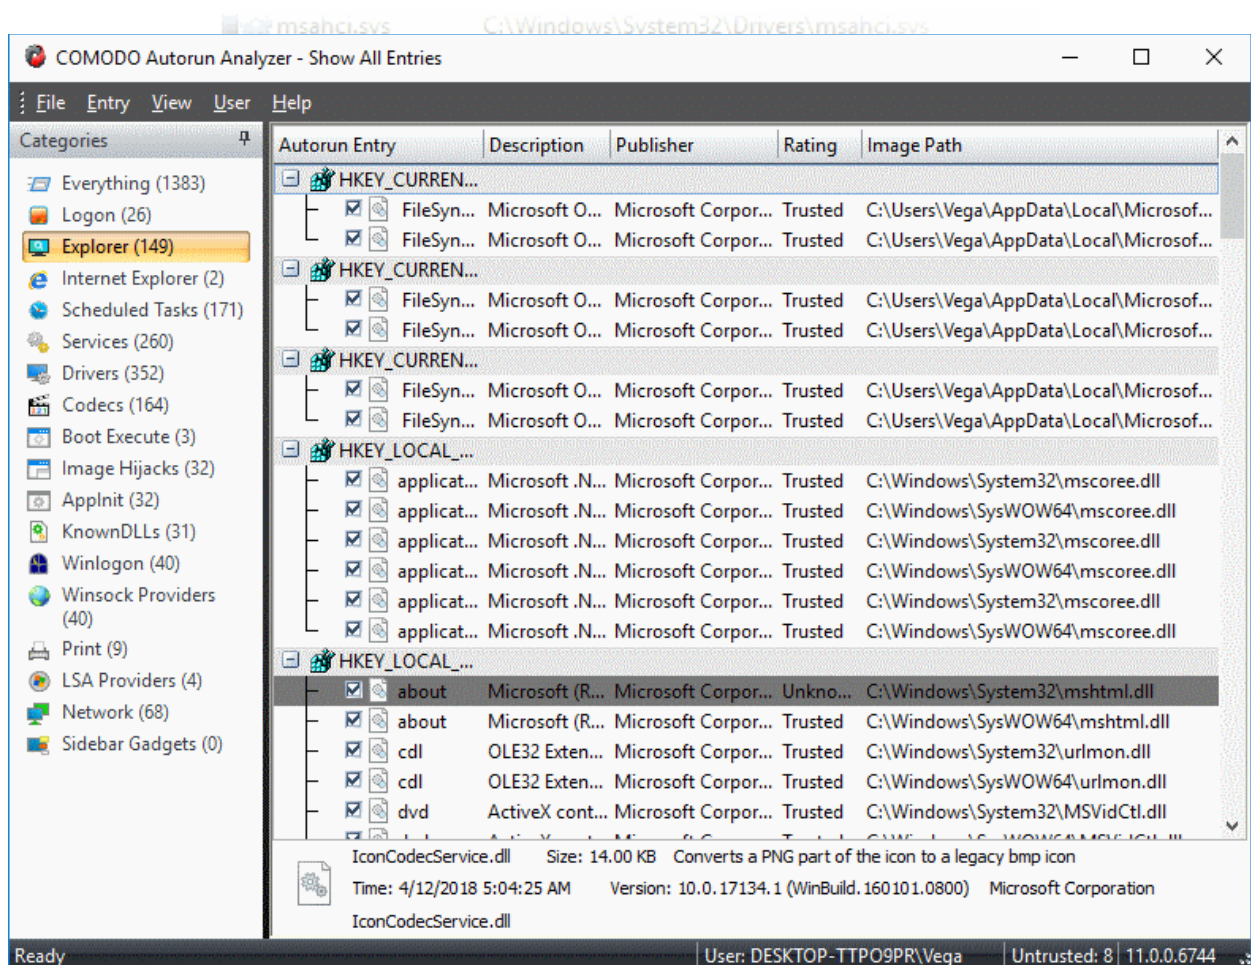 msahci.sys C:\Windows\System32\Drivers\msahci.sys
COMODO Autorun Analyzer - Show All Entries
File Entry View User Help
Categories
Everything (1383)
Logon (26)
Explorer (149)
Internet Explorer (2)
Scheduled Tasks (171)
Services (260)
Drivers (352)
Codecs (164)
Boot Execute (3)
Image Hijacks (32)
AppInit (32)
KnownDLLs (31)
Winlogon (40)
Winsock Providers
(40)
Print (9)
LSA Providers (4)
Network (68)
Sidebar Gadgets (0)
Autorun Entry Description Publisher Rating Image Path
HKEY_CURREN...
FileSyn... Microsoft O... Microsoft Corpor... Trusted C:\Users\Vega\AppData\Local\Microsof...
FileSyn... Microsoft O... Microsoft Corpor... Trusted C:\Users\Vega\AppData\Local\Microsof...
HKEY_CURREN...
FileSyn... Microsoft O... Microsoft Corpor... Trusted C:\Users\Vega\AppData\Local\Microsof...
FileSyn... Microsoft O... Microsoft Corpor... Trusted C:\Users\Vega\AppData\Local\Microsof...
HKEY_CURREN...
FileSyn... Microsoft O... Microsoft Corpor... Trusted C:\Users\Vega\AppData\Local\Microsof...
FileSyn... Microsoft O... Microsoft Corpor... Trusted C:\Users\Vega\AppData\Local\Microsof...
HKEY_LOCAL_...
applicat... Microsoft .N... Microsoft Corpor... Trusted C:\Windows\System32\mscoree.dll
applicat... Microsoft .N... Microsoft Corpor... Trusted C:\Windows\SysWOW64\mscoree.dll
applicat... Microsoft .N... Microsoft Corpor... Trusted C:\Windows\System32\mscoree.dll
applicat... Microsoft .N... Microsoft Corpor... Trusted C:\Windows\SysWOW64\mscoree.dll
applicat... Microsoft .N... Microsoft Corpor... Trusted C:\Windows\System32\mscoree.dll
applicat... Microsoft .N... Microsoft Corpor... Trusted C:\Windows\SysWOW64\mscoree.dll
HKEY_LOCAL_...
about Microsoft (R... Microsoft Corpor... Unkno... C:\Windows\System32\mshtml.dll
about Microsoft (R... Microsoft Corpor... Trusted C:\Windows\SysWOW64\mshtml.dll
cdl OLE32 Exten... Microsoft Corpor... Trusted C:\Windows\System32\urlmon.dll
cdl OLE32 Exten... Microsoft Corpor... Trusted C:\Windows\SysWOW64\urlmon.dll
dvd ActiveX cont... Microsoft Corpor... Trusted C:\Windows\System32\MSVidCtl.dll
IconCodecService.dll Size: 14.00 KB Converts a PNG part of the icon to a legacy bmp icon
Time: 4/12/2018 5:04:25 AM Version: 10.0.17134.1 (WinBuild.160101.0800) Microsoft Corporation
IconCodecService.dll
Ready User: DESKTOP-TTPO9PR\Vega Untrusted: 8 11.0.0.6744